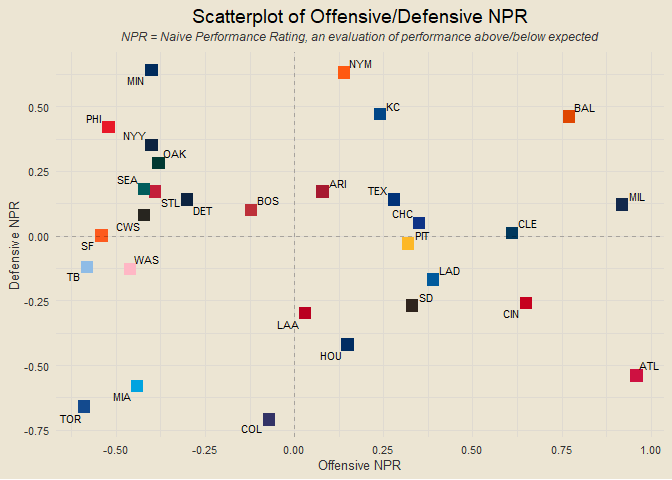 Scatterplot of Offensive/Defensive NPR
NPR = Naive Performance Rating, an evaluation of performance above/below expected
NYM
MIN
0.50
KC
BAL
PHI
NYY
OAK
0.25
SEA
ARI
TEX
MIL
STL
DET
BOS
CHC
CWS
CLE
0.00
SF
PIT
WAS
TB
LAD
-0.25
SD
LAA
CIN
HOU
-0.50
ATL
MIA
TOR
COL
-0.75
-0.50
-0.25
0.00
0.25
0.50
0.75
1.00
Offensive NPR
Defensive NPR